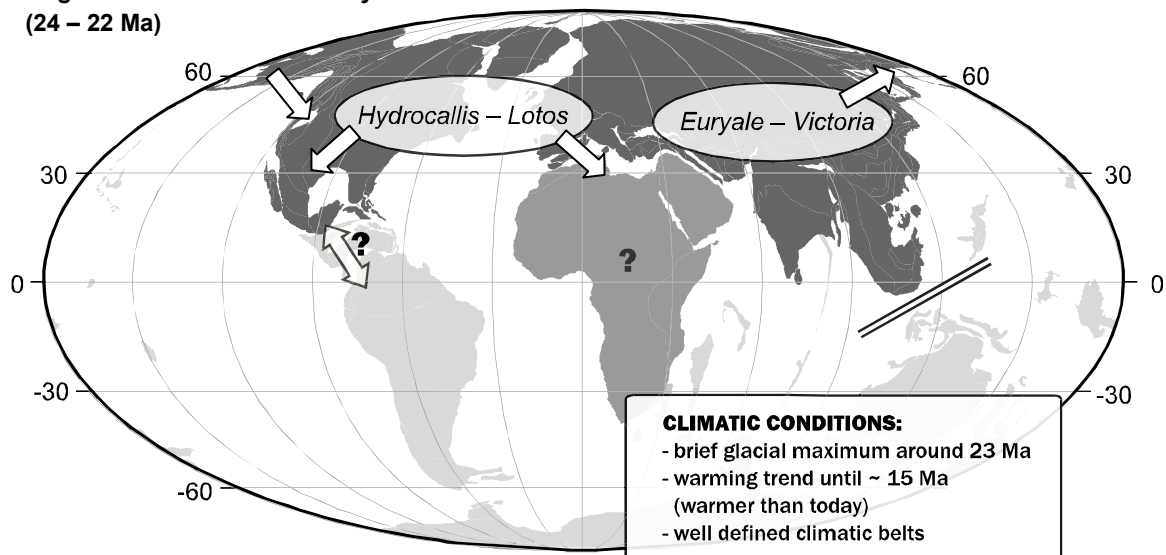 (24 – 22 Ma)
60
60
Hydrocallis – Lotos
Euryale – Victoria
30
30
?
?
0
0
-30
-30
CLIMATIC CONDITIONS:
- brief glacial maximum around 23 Ma
- warming trend until ~ 15 Ma
(warmer than today)
- well defined climatic belts
-60